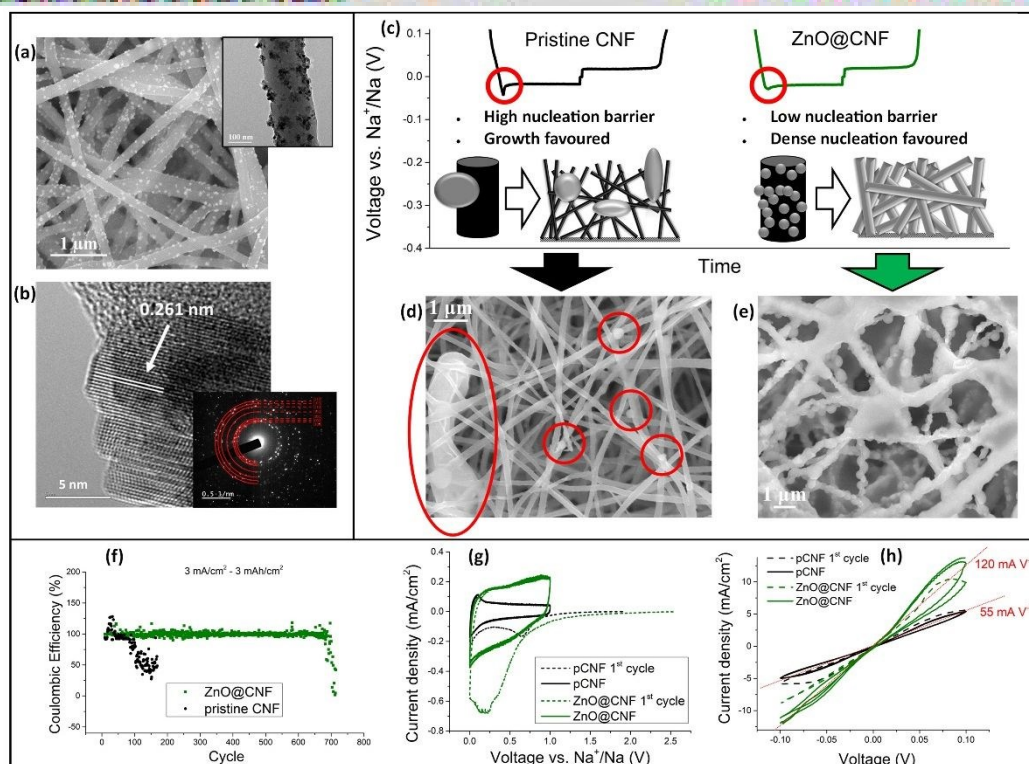 (a)
100 nm
1 µm
(b)
0.261 nm
5 nm
0.5 1/nm
(c)
Pristine CNF
ZnO@CNF
0.1
0.0
-0.1
-0.2
-0.3
-0.4
Voltage vs. Na⁺/Na (V)
• High nucleation barrier
• Growth favoured
• Low nucleation barrier
• Dense nucleation favoured
Time
(d)
1 µm
(e)
1 µm
(f)
3 mA/cm² - 3 mAh/cm²
Coulombic Efficiency (%)
200
150
100
50
0
-50
ZnO@CNF
pristine CNF
0 100 200 300 400 500 600 700 800
Cycle
(g)
Current density (mA/cm²)
0.4
0.2
0.0
-0.2
-0.4
-0.6
-0.8
pCNF 1ˢᵗ cycle
pCNF
ZnO@CNF 1ˢᵗ cycle
ZnO@CNF
0.0 0.5 1.0 1.5 2.0 2.5
Voltage vs. Na⁺/Na (V)
(h)
Current density (mA/cm²)
10
5
0
-5
-10
pCNF 1ˢᵗ cycle
pCNF
ZnO@CNF 1ˢᵗ cycle
ZnO@CNF
120 mA V
55 mA V
-0.10 -0.05 0.00 0.05 0.10
Voltage (V)